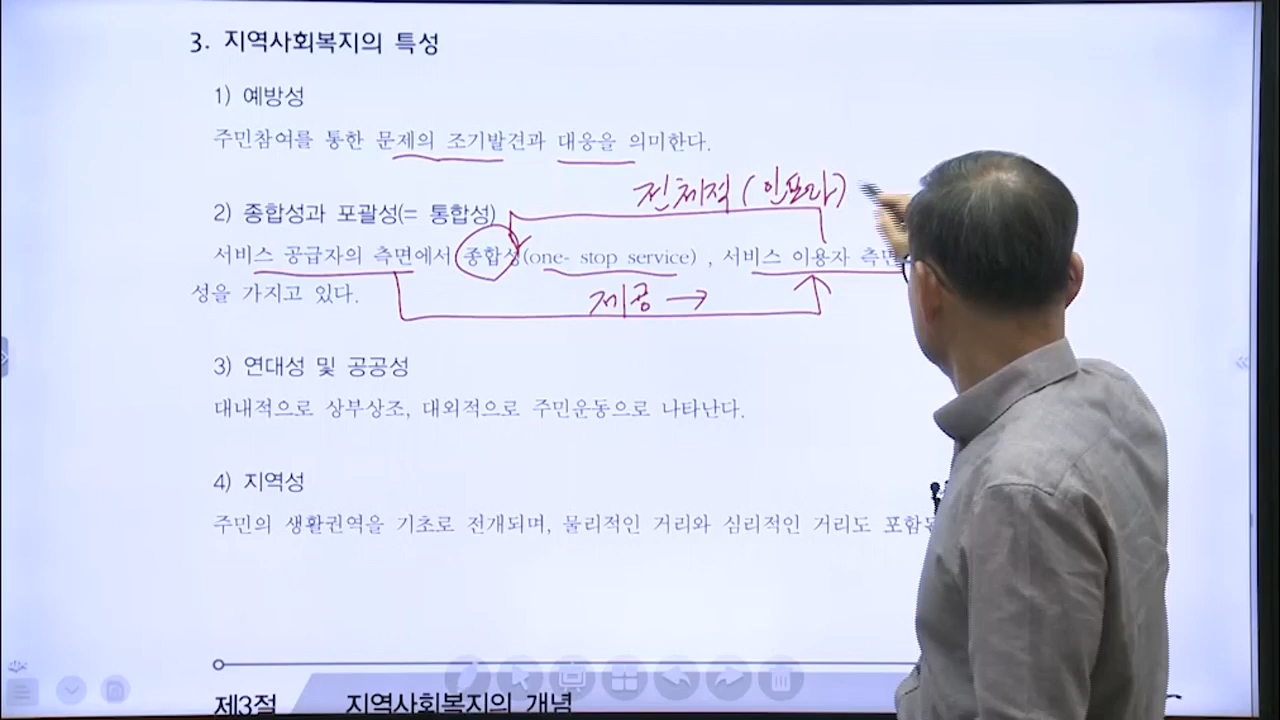 3. 지역사회복지의 특성
1) 예방성
주민참여를 통한 문제의 조기발견과 대응을 의미한다.
전체적 (인프라)
2) 종합성과 포괄성(= 통합성)
서비스 공급자의 측면에서 종합성(one- stop service) , 서비스 이용자 측면
성을 가지고 있다.
제공 →
3) 연대성 및 공공성
대내적으로 상부상조, 대외적으로 주민운동으로 나타난다.
4) 지역성
주민의 생활권역을 기초로 전개되며, 물리적인 거리와 심리적인 거리도
제3절 지역사회복지의 개념